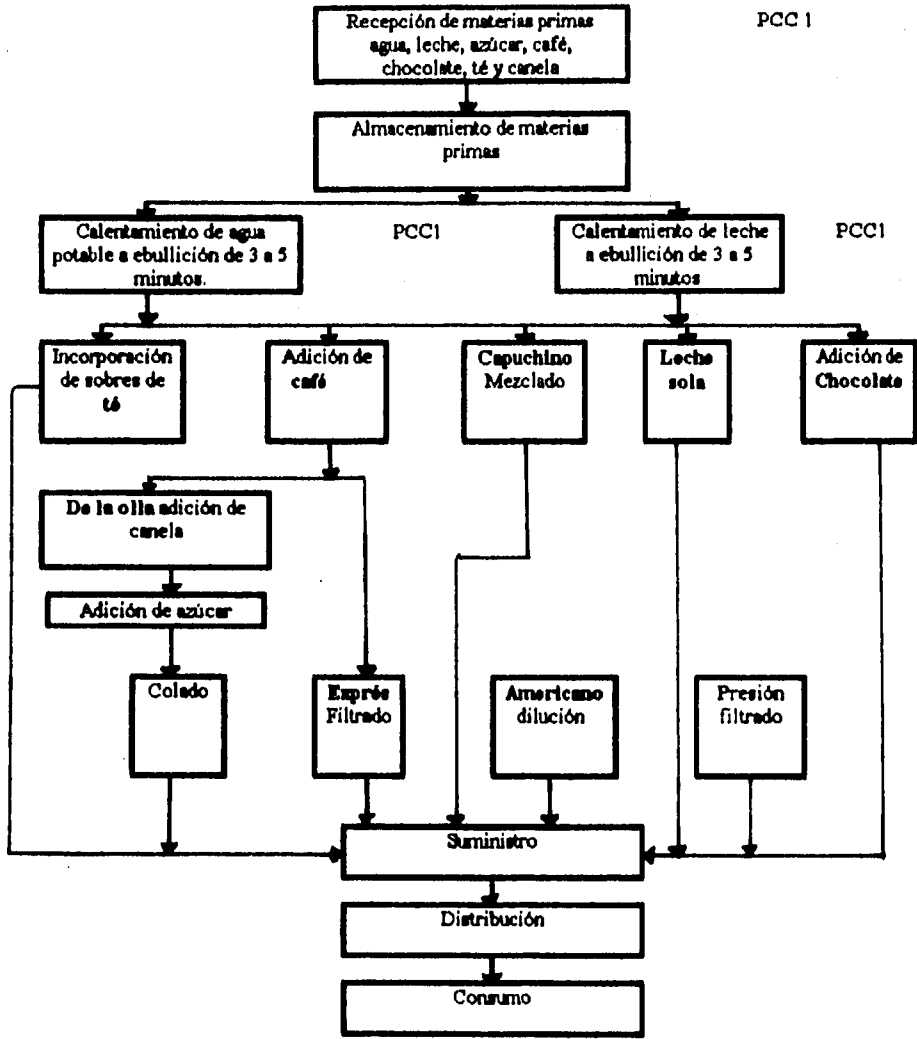 Recepción de materias primas
agua, leche, azúcar, café,
chocolate, té y canela
PCC 1
Almacenamiento de materias
primas
Calentamiento de agua
potable a ebullición de 3 a 5
minutos.
PCC1
Calentamiento de leche
a ebullición de 3 a 5
minutos
PCC1
Incorporación
de sobres de
té
Adición de
café
Capuchino
Mezclado
Leche
sola
Adición de
Chocolate
De la olla adición de
canela
Adición de azúcar
Colado
Exprés
Filtrado
Americano
dilución
Presión
filtrado
Suministro
Distribución
Consumo